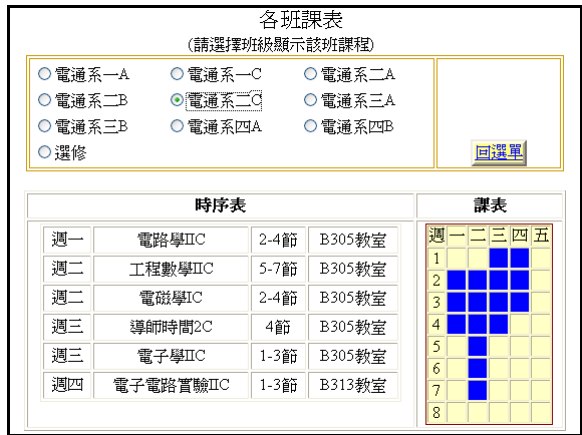 各班課表
(請選擇班級顯示該班課程)
電通系一A 電通系一C 電通系二A
電通系二B 電通系二C 電通系三A
電通系三B 電通系四A 電通系四B
選修 回選單
時序表 課表
週一 電路學IIC 2-4節 B305教室
週二 工程數學IIC 5-7節 B305教室
週二 電磁學IC 2-4節 B305教室
週三 導師時間2C 4節 B305教室
週三 電子學IIC 1-3節 B305教室
週四 電子電路實驗IIC 1-3節 B313教室
週 一 二 三 四 五
1
2
3
4
5
6
7
8